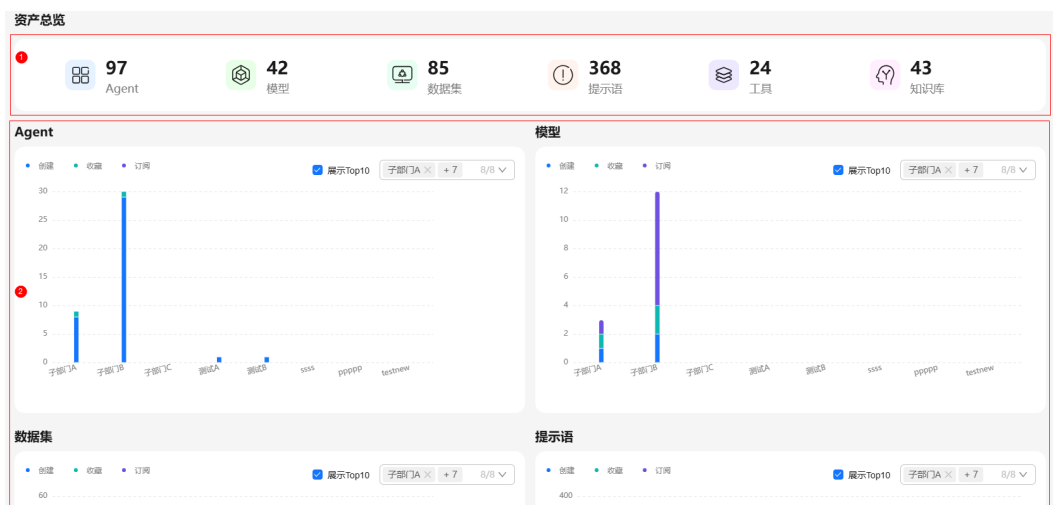 资产总览
1
97 42 85 368 24 43
Agent 模型 数据集 提示语 工具 知识库
Agent
创建 收藏 订阅 展示Top10 子部门A × + 7 8/8
30
25
20
15
2
10
5
0
子部门A 子部门B 子部门C 测试A 测试B ssss ppppp testnew
模型
创建 收藏 订阅 展示Top10 子部门A × + 7 8/8
12
10
8
6
4
2
0
子部门A 子部门B 子部门C 测试A 测试B ssss ppppp testnew
数据集
创建 收藏 订阅 展示Top10 子部门A × + 7 8/8
60
提示语
创建 收藏 订阅 展示Top10 子部门A × + 7 8/8
400